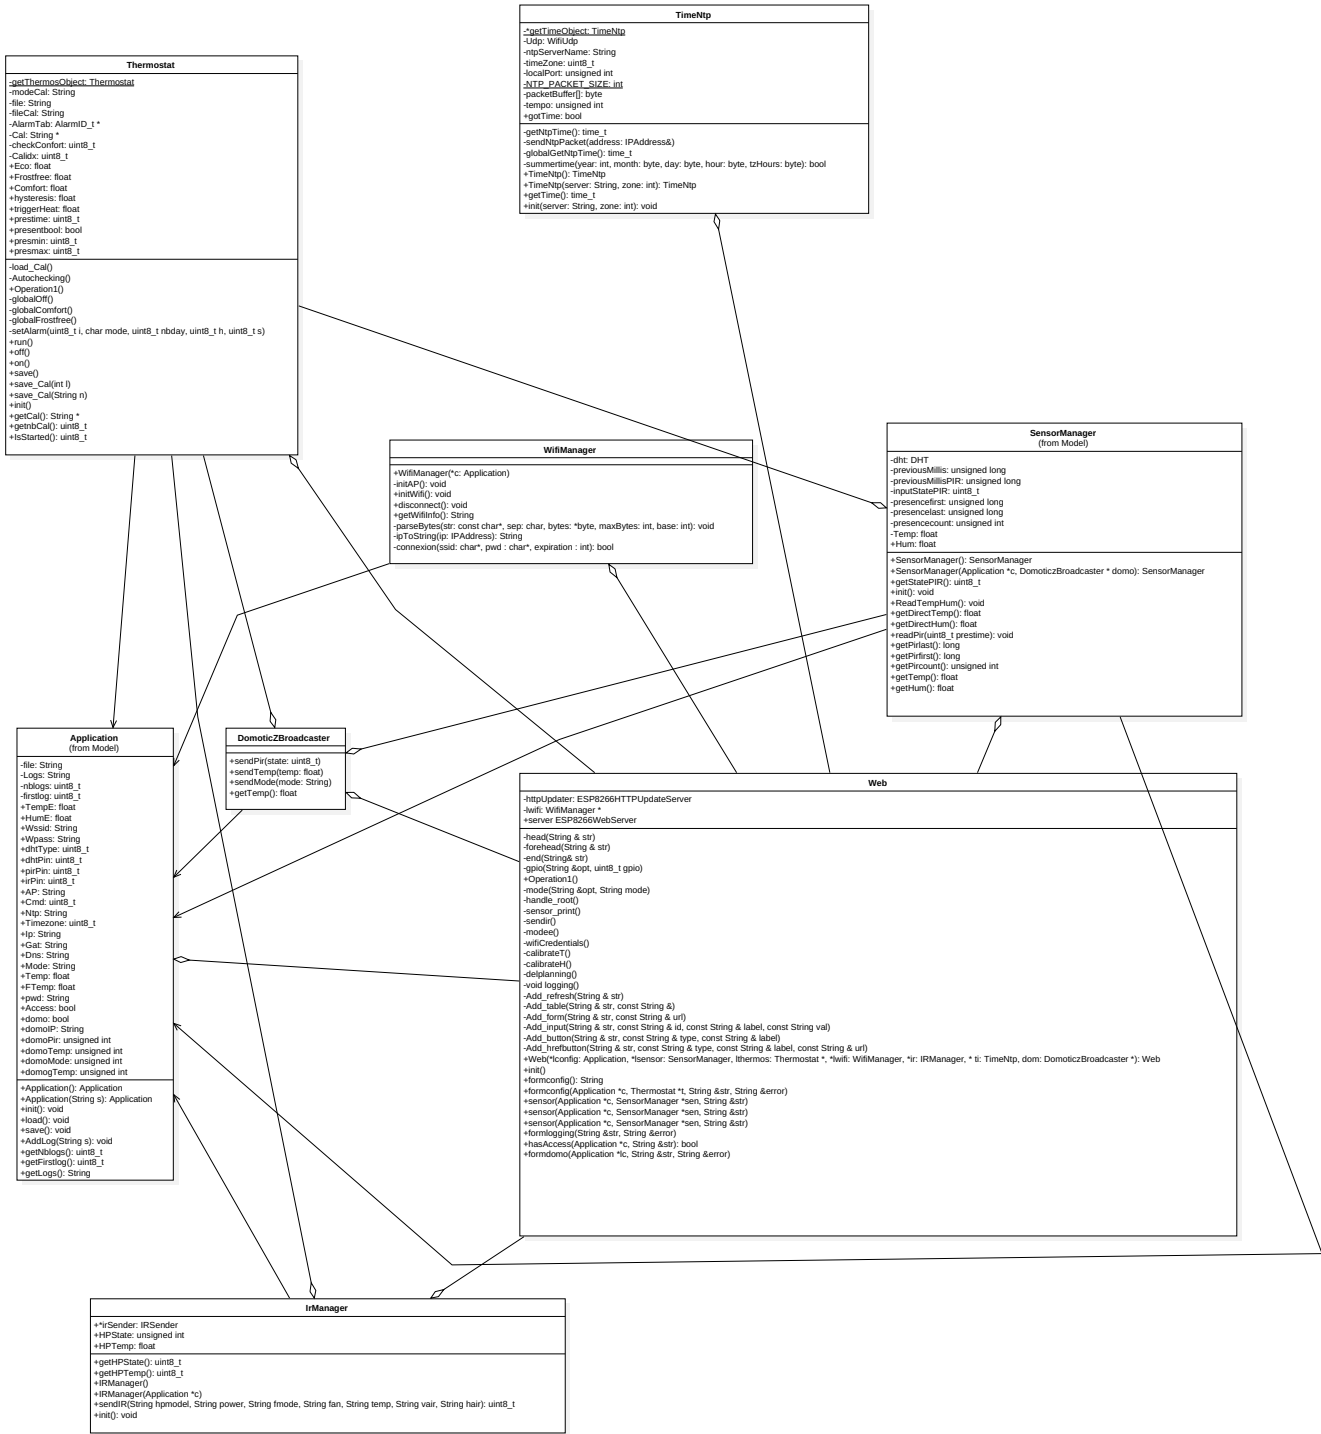 TimeNtp
-*getTimeObject: TimeNtp
-Udp: WifiUdp
-ntpServerName: String
-timeZone: uint8_t
-localPort: unsigned int
-NTP_PACKET_SIZE: int
-packetBuffer[]: byte
-tempo: unsigned int
+gotTime: bool
-getNtpTime(): time_t
-sendNtpPacket(address: IPAddress&)
-globalGetNtpTime(): time_t
-summertime(year: int, month: byte, day: byte, hour: byte, tzHours: byte): bool
+TimeNtp(): TimeNtp
+TimeNtp(server: String, zone: int): TimeNtp
+getTime(): time_t
+init(server: String, zone: int): void
Thermostat
-getThermosObject: Thermostat
-modeCal: String
-file: String
-fileCal: String
-AlarmTab: AlarmID_t *
-Cal: String *
-checkConfort: uint8_t
-Calidx: uint8_t
+Eco: float
+Frostfree: float
+Comfort: float
+hysteresis: float
+triggerHeat: float
+prestime: uint8_t
+presentbool: bool
+presmin: uint8_t
+presmax: uint8_t
-load_Cal()
-Autochecking()
+Operation1()
-globalOff()
-globalComfort()
-globalFrostfree()
-setAlarm(uint8_t i, char mode, uint8_t nbday, uint8_t h, uint8_t s)
+run()
+off()
+on()
+save()
+save_Cal(int l)
+save_Cal(String n)
+init()
+getCal(): String *
+getnbCal(): uint8_t
+IsStarted(): uint8_t
WifiManager
+WifiManager(*c: Application)
-initAP(): void
+initWifi(): void
+disconnect(): void
+getWifiInfo(): String
-parseBytes(str: const char*, sep: char, bytes: *byte, maxBytes: int, base: int): void
-ipToString(ip: IPAddress): String
-connexion(ssid: char*, pwd : char*, expiration : int): bool
SensorManager
(from Model)
-dht: DHT
-previousMillis: unsigned long
-previousMillisPIR: unsigned long
-inputStatePIR: uint8_t
-presencefirst: unsigned long
-presencelast: unsigned long
-presencecount: unsigned int
-Temp: float
+Hum: float
+SensorManager(): SensorManager
+SensorManager(Application *c, DomoticzBroadcaster * domo): SensorManager
+getStatePIR(): uint8_t
+init(): void
+ReadTempHum(): void
+getDirectTemp(): float
+getDirectHum(): float
+readPir(uint8_t prestime): void
+getPirlast(): long
+getPirfirst(): long
+getPircount(): unsigned int
+getTemp(): float
+getHum(): float
Application
(from Model)
-file: String
-Logs: String
-nblogs: uint8_t
-firstlog: uint8_t
+TempE: float
+HumE: float
+Wssid: String
+Wpass: String
+dhtType: uint8_t
+dhtPin: uint8_t
+pirPin: uint8_t
+irPin: uint8_t
+AP: String
+Cmd: uint8_t
+Ntp: String
+Timezone: uint8_t
+Ip: String
+Gat: String
+Dns: String
+Mode: String
+Temp: float
+FTemp: float
+pwd: String
+Access: bool
+domo: bool
+domoIP: String
+domoPir: unsigned int
+domoTemp: unsigned int
+domoMode: unsigned int
+domogTemp: unsigned int
+Application(): Application
+Application(String s): Application
+init(): void
+load(): void
+save(): void
+AddLog(String s): void
+getNblogs(): uint8_t
+getFirstlog(): uint8_t
+getLogs(): String
DomoticZBroadcaster
+sendPir(state: uint8_t)
+sendTemp(temp: float)
+sendMode(mode: String)
+getTemp(): float
Web
-httpUpdater: ESP8266HTTPUpdateServer
-lwifi: WifiManager *
+server ESP8266WebServer
-head(String & str)
-forehead(String & str)
-end(String& str)
-gpio(String &opt, uint8_t gpio)
+Operation1()
-mode(String &opt, String mode)
-handle_root()
-sensor_print()
-sendir()
-modee()
-wifiCredentials()
-calibrateT()
-calibrateH()
-delplanning()
-void logging()
-Add_refresh(String & str)
-Add_table(String & str, const String &)
-Add_form(String & str, const String & url)
-Add_input(String & str, const String & id, const String & label, const String val)
-Add_button(String & str, const String & type, const String & label)
-Add_hrefbutton(String & str, const String & type, const String & label, const String & url)
+Web(*lconfig: Application, *lsensor: SensorManager, lthermos: Thermostat *, *lwifi: WifiManager, *ir: IRManager, * ti: TimeNtp, dom: DomoticzBroadcaster *): Web
+init()
+formconfig(): String
+formconfig(Application *c, Thermostat *t, String &str, String &error)
+sensor(Application *c, SensorManager *sen, String &str)
+sensor(Application *c, SensorManager *sen, String &str)
+sensor(Application *c, SensorManager *sen, String &str)
+formlogging(String &str, String &error)
+hasAccess(Application *c, String &str): bool
+formdomo(Application *lc, String &str, String &error)
IrManager
+*irSender: IRSender
+HPState: unsigned int
+HPTemp: float
+getHPState(): uint8_t
+getHPTemp(): uint8_t
+IRManager()
+IRManager(Application *c)
+sendIR(String hpmodel, String power, String fmode, String fan, String temp, String vair, String hair): uint8_t
+init(): void